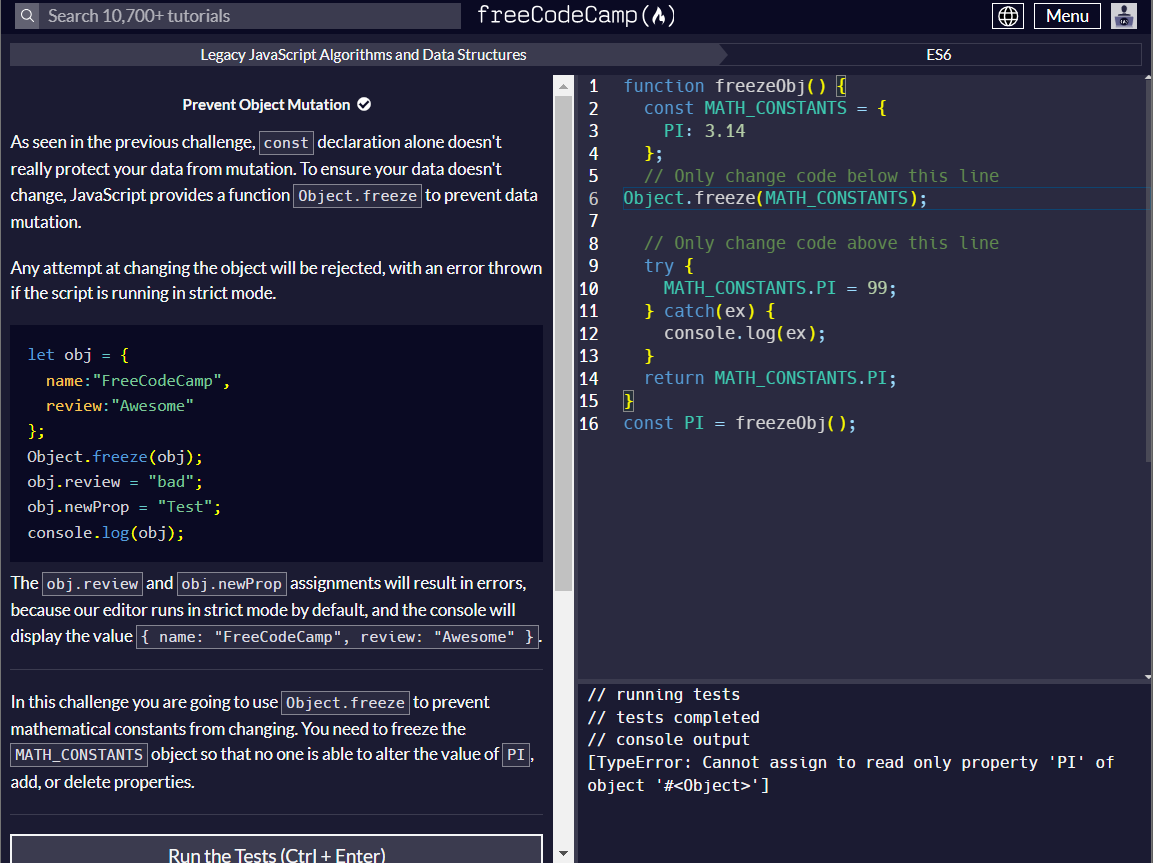 Search 10,700+ tutorials
freeCodeCamp
Menu
Legacy JavaScript Algorithms and Data Structures
ES6
Prevent Object Mutation
As seen in the previous challenge, const declaration alone doesn't
really protect your data from mutation. To ensure your data doesn't
change, JavaScript provides a function Object.freeze to prevent data
mutation.
Any attempt at changing the object will be rejected, with an error thrown
if the script is running in strict mode.
let obj = {
  name:"FreeCodeCamp",
  review:"Awesome"
};
Object.freeze(obj);
obj.review = "bad";
obj.newProp = "Test";
console.log(obj);
The obj.review and obj.newProp assignments will result in errors,
because our editor runs in strict mode by default, and the console will
display the value { name: "FreeCodeCamp", review: "Awesome" }.
In this challenge you are going to use Object.freeze to prevent
mathematical constants from changing. You need to freeze the
MATH_CONSTANTS object so that no one is able to alter the value of PI,
add, or delete properties.
Run the Tests (Ctrl + Enter)
1 function freezeObj() {
2   const MATH_CONSTANTS = {
3     PI: 3.14
4   };
5   // Only change code below this line
6 Object.freeze(MATH_CONSTANTS);
7
8   // Only change code above this line
9   try {
10     MATH_CONSTANTS.PI = 99;
11   } catch(ex) {
12     console.log(ex);
13   }
14   return MATH_CONSTANTS.PI;
15 }
16 const PI = freezeObj();
// running tests
// tests completed
// console output
[TypeError: Cannot assign to read only property 'PI' of
object '#<Object>']